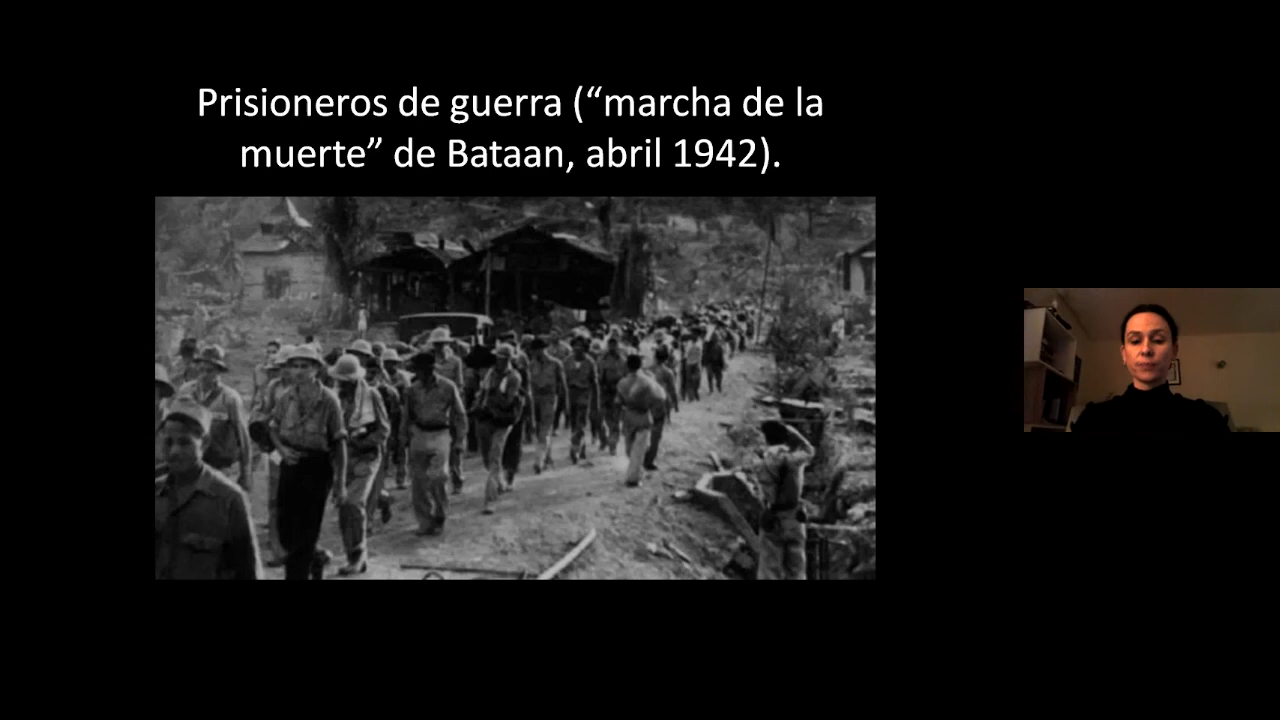 Prisioneros de guerra (“marcha de la
muerte” de Bataan, abril 1942).